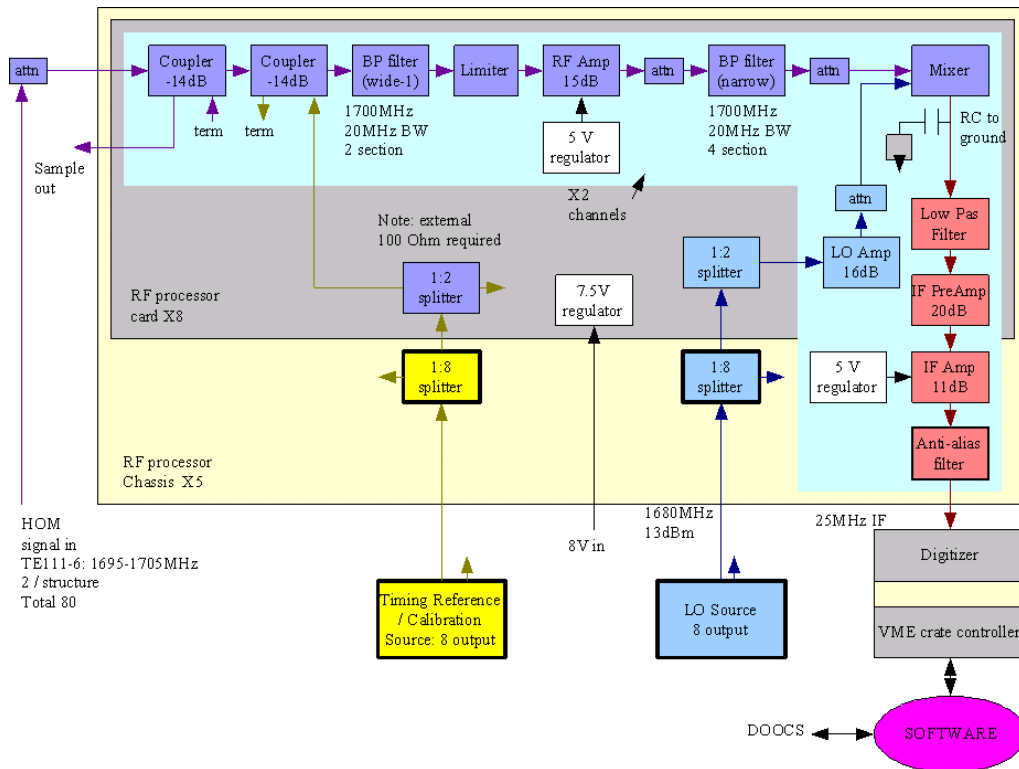 attn
Coupler
-14dB
Coupler
-14dB
BP filter
(wide-1)
Limiter
RF Amp
15dB
attn
BP filter
(narrow)
attn
Mixer
term
term
1700MHz
20MHz BW
2 section
5 V
regulator
1700MHz
20MHz BW
4 section
RC to
ground
Sample
out
X2
channels
attn
Note: external
100 Ohm required
Low Pas
Filter
1:2
splitter
LO Amp
16dB
1:2
splitter
7.5V
regulator
IF PreAmp
20dB
RF processor
card X8
1:8
splitter
1:8
splitter
5 V
regulator
IF Amp
11dB
Anti-alias
filter
RF processor
Chassis X5
HOM
signal in
TE111-6: 1695-1705MHz
2 / structure
Total 80
8V in
1680MHz
13dBm
25MHz IF
Digitizer
Timing Reference
/ Calibration
Source: 8 output
LO Source
8 output
VME crate controller
DOOCS
SOFTWARE